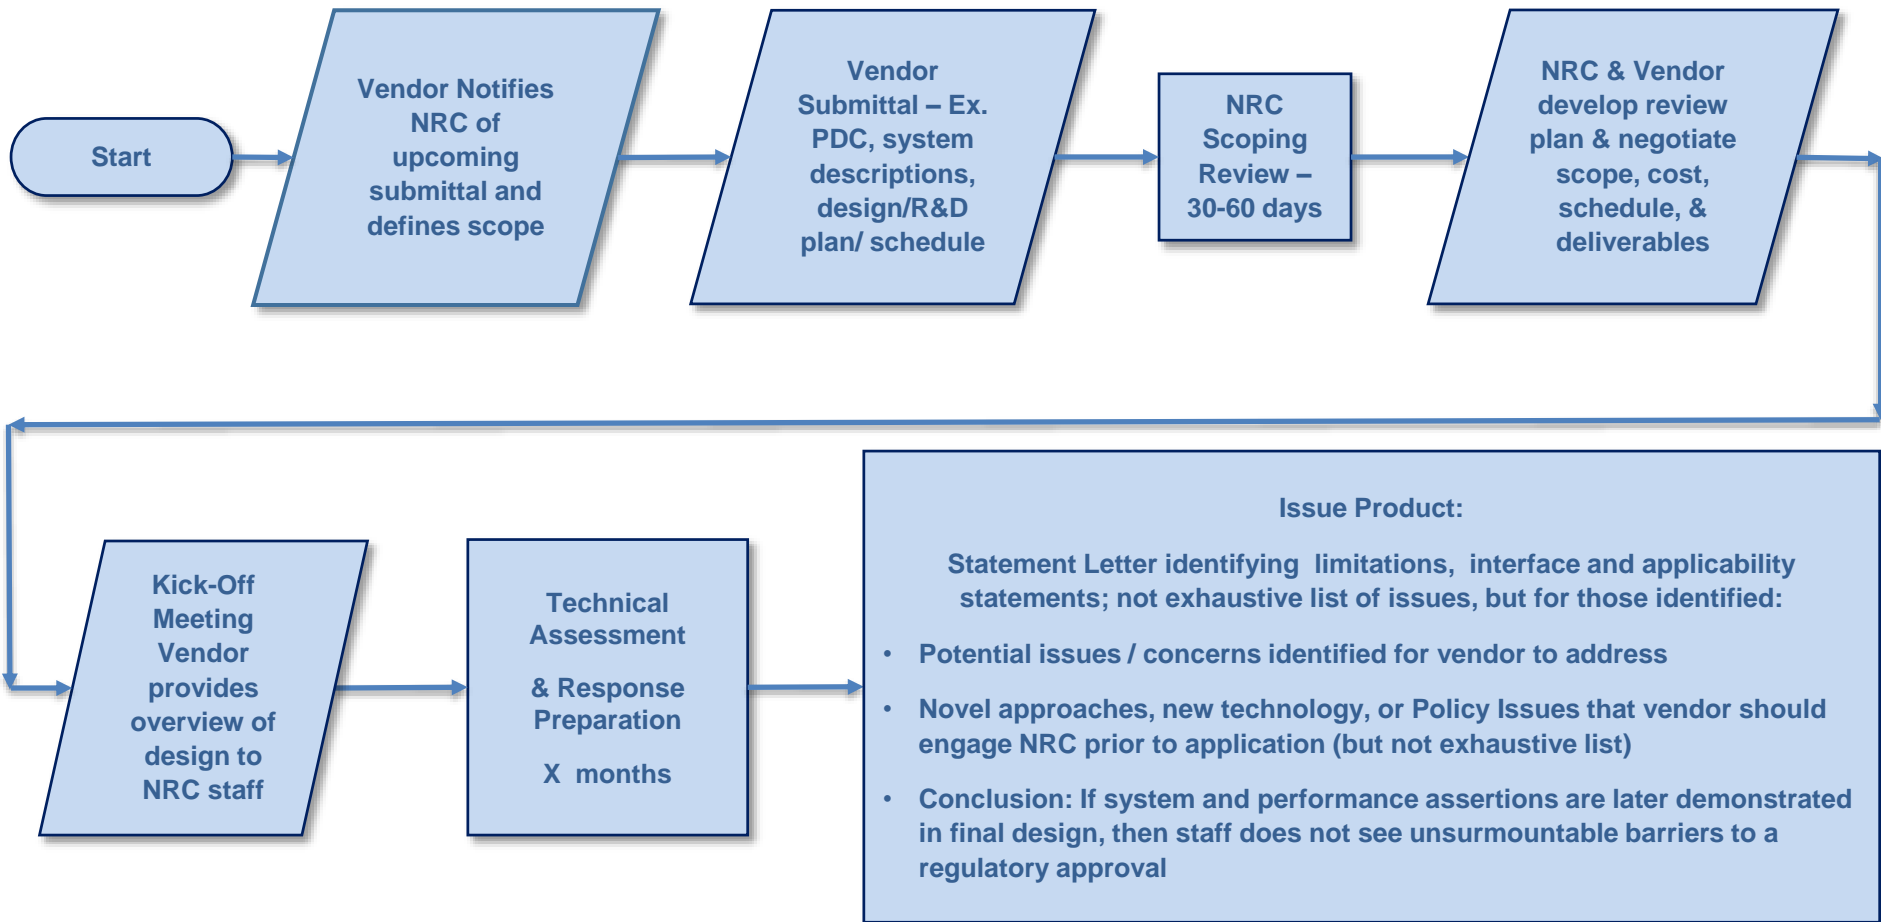 Start
Vendor Notifies
NRC of
upcoming
submittal and
defines scope
Vendor
Submittal – Ex.
PDC, system
descriptions,
design/R&D
plan/ schedule
NRC
Scoping
Review –
30-60 days
NRC & Vendor
develop review
plan & negotiate
scope, cost,
schedule, &
deliverables
Kick-Off
Meeting
Vendor
provides
overview of
design to
NRC staff
Technical
Assessment
& Response
Preparation
X months
Issue Product:
Statement Letter identifying limitations, interface and applicability
statements; not exhaustive list of issues, but for those identified:
• Potential issues / concerns identified for vendor to address
• Novel approaches, new technology, or Policy Issues that vendor should
engage NRC prior to application (but not exhaustive list)
• Conclusion: If system and performance assertions are later demonstrated
in final design, then staff does not see unsurmountable barriers to a
regulatory approval